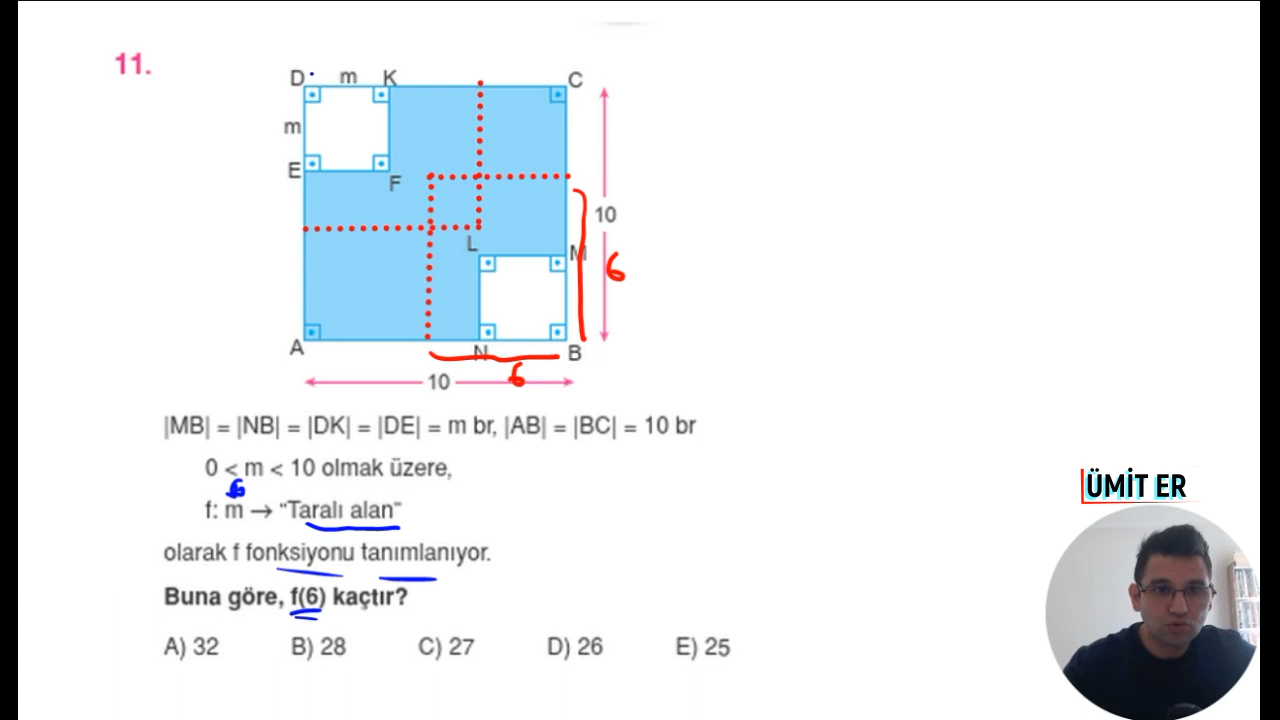 11.
D m K C
m
E
F
10
L M
6
A N B
10 6
|MB| = |NB| = |DK| = |DE| = m br, |AB| = |BC| = 10 br
0 < m < 10 olmak üzere,
6
f: m → "Taralı alan"
olarak f fonksiyonu tanımlanıyor.
Buna göre, f(6) kaçtır?
A) 32 B) 28 C) 27 D) 26 E) 25
ÜMİT ER